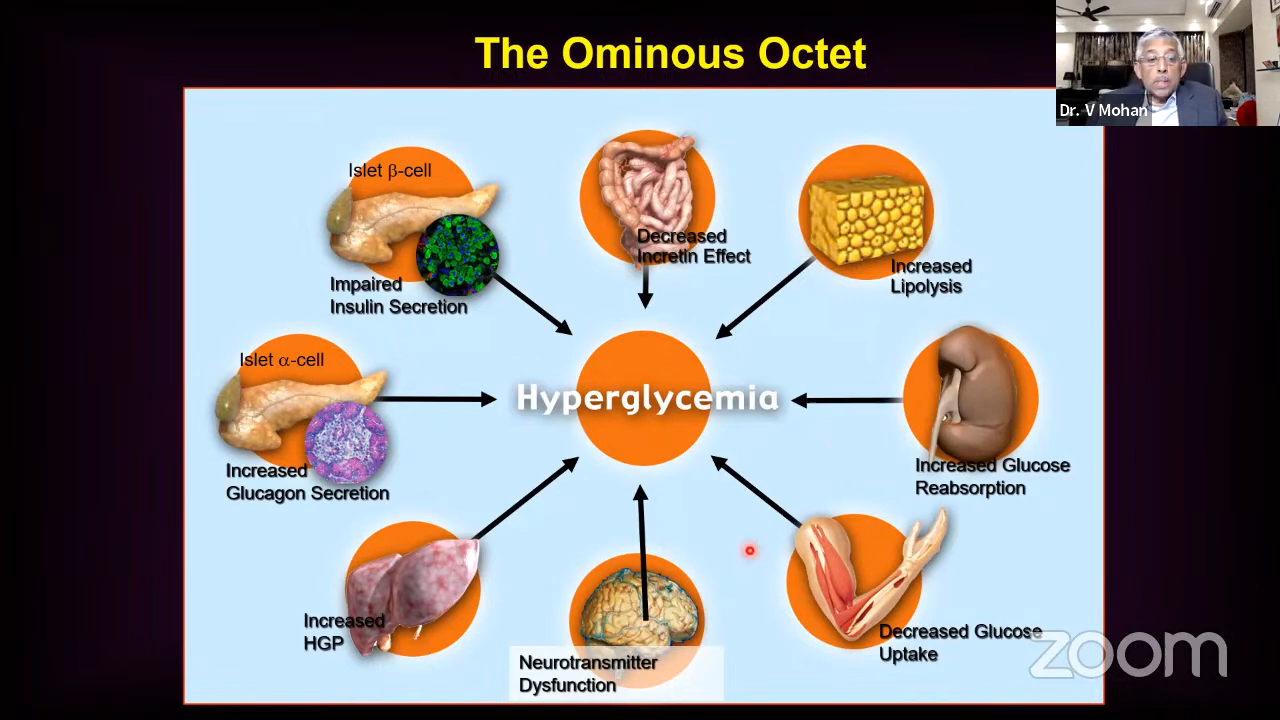 The Ominous Octet
Dr. V Mohan
Islet β-cell
Impaired
Insulin Secretion
Decreased
Incretin Effect
Increased
Lipolysis
Islet α-cell
Increased
Glucagon Secretion
Hyperglycemia
Increased Glucose
Reabsorption
Increased
HGP
Neurotransmitter
Dysfunction
Decreased Glucose
Uptake
zoom